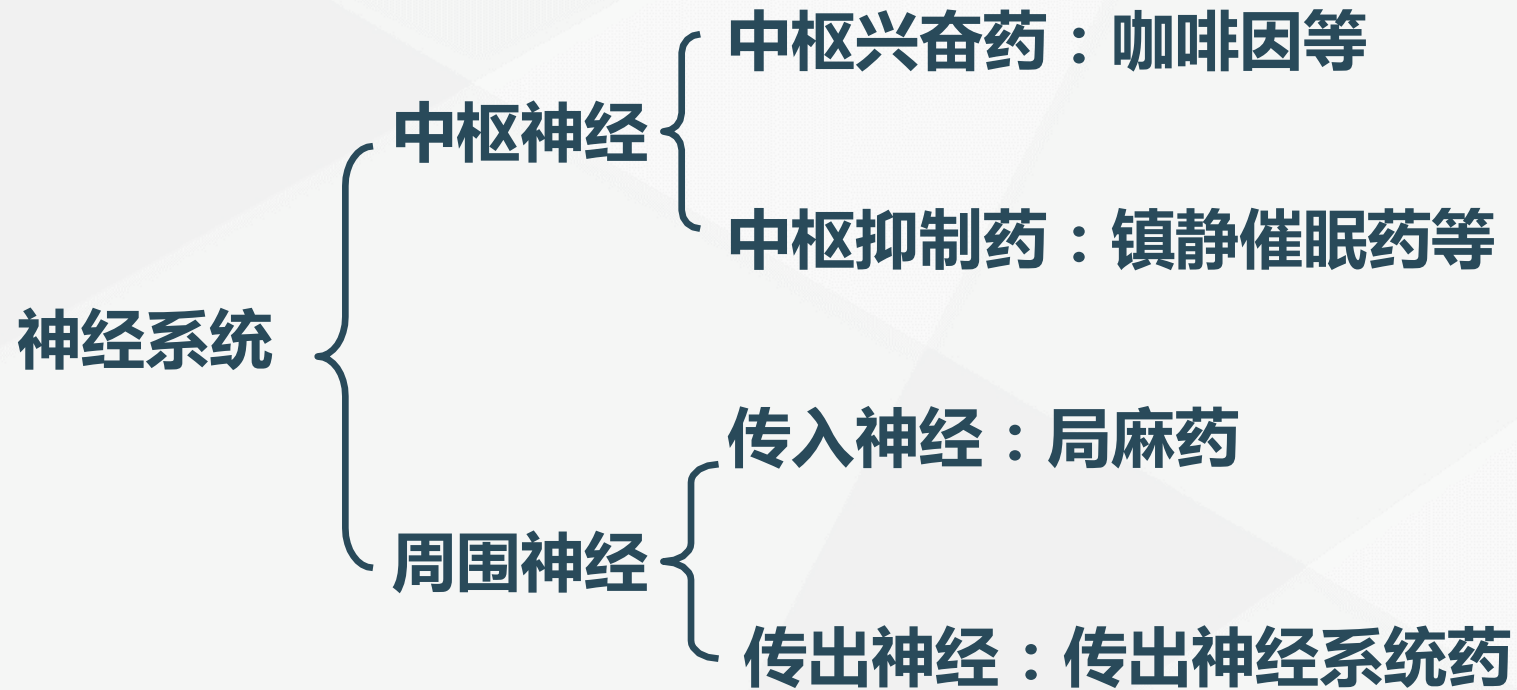 中枢兴奋药：咖啡因等
中枢神经
中枢抑制药：镇静催眠药等
神经系统
传入神经：局麻药
周围神经
传出神经：传出神经系统药